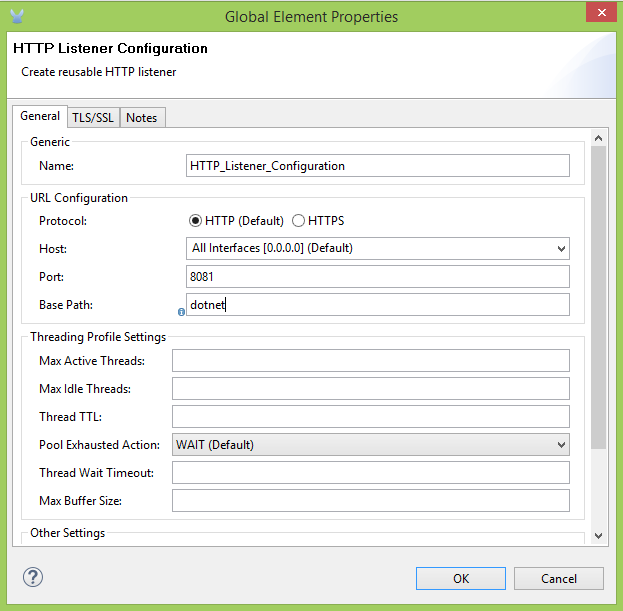 Global Element Properties
HTTP Listener Configuration
Create reusable HTTP listener
General TLS/SSL Notes
Generic
Name: HTTP_Listener_Configuration
URL Configuration
Protocol: HTTP (Default) HTTPS
Host: All Interfaces [0.0.0.0] (Default)
Port: 8081
Base Path: dotnet
Threading Profile Settings
Max Active Threads:
Max Idle Threads:
Thread TTL:
Pool Exhausted Action: WAIT (Default)
Thread Wait Timeout:
Max Buffer Size:
Other Settings
OK Cancel